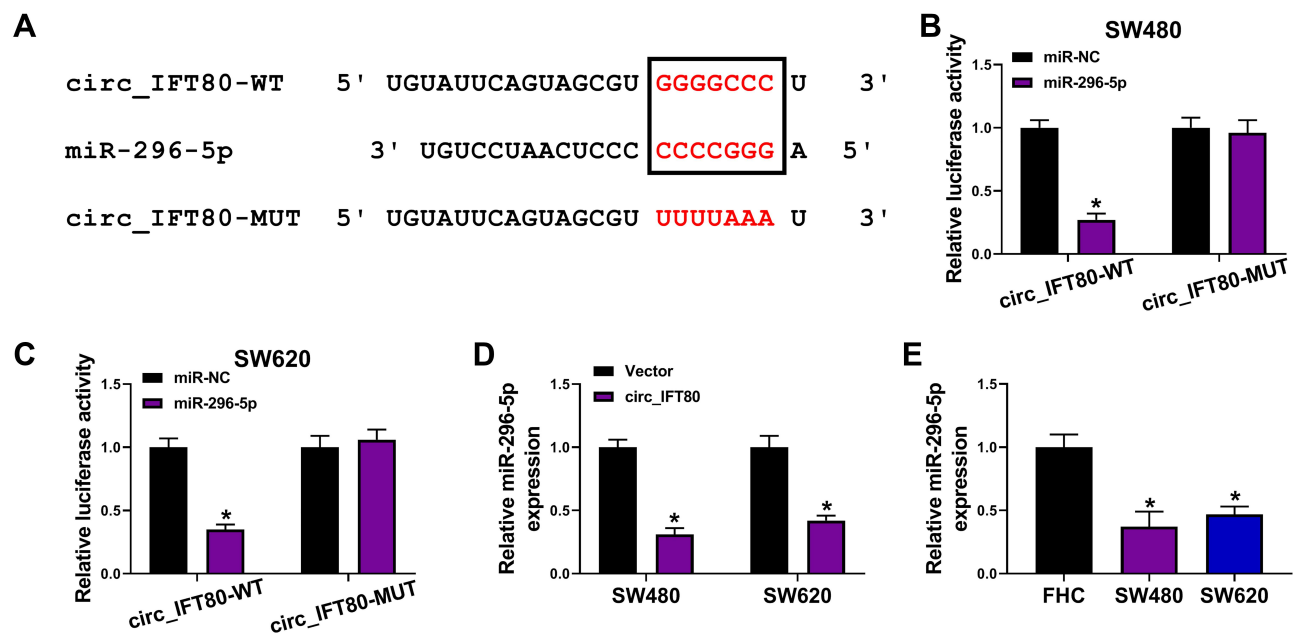 A
circ_IFT80-WT 5' UGUAUUCAGUAGCGU GGGGCCC U 3'
miR-296-5p 3' UGUCCUAACUCCC CCCCGGG A 5'
circ_IFT80-MUT 5' UGUAUUCAGUAGCGU UUUUAAA U 3'
B
SW480
miR-NC
miR-296-5p
Relative luciferase activity
1.5
1.0
0.5
0.0
*
circ_IFT80-WT
circ_IFT80-MUT
C
SW620
miR-NC
miR-296-5p
Relative luciferase activity
1.5
1.0
0.5
0.0
*
circ_IFT80-WT
circ_IFT80-MUT
D
Vector
circ_IFT80
Relative miR-296-5p
expression
1.5
1.0
0.5
0.0
* *
SW480 SW620
E
Relative miR-296-5p
expression
1.5
1.0
0.5
0.0
* *
FHC SW480 SW620